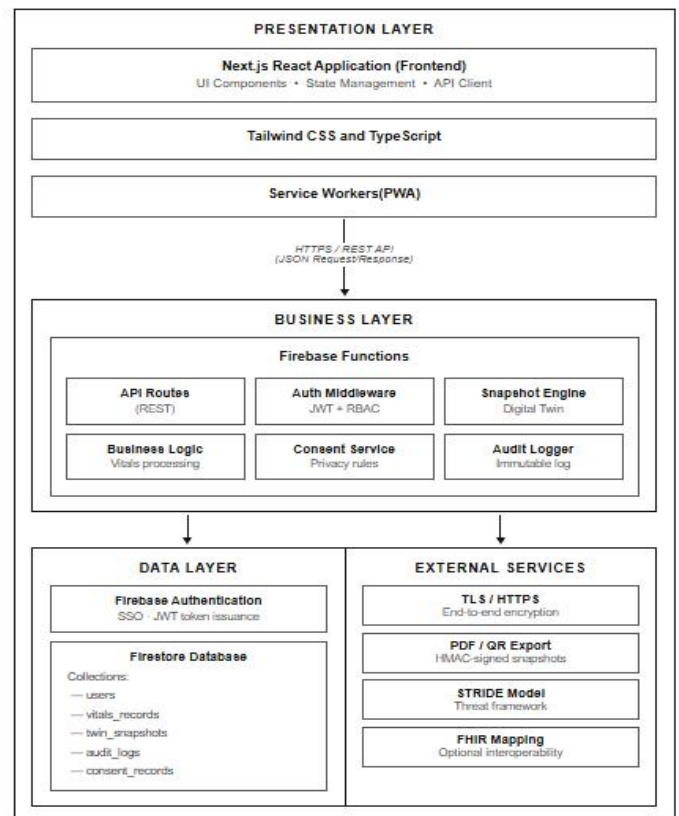 PRESENTATION LAYER
Next.js React Application (Frontend)
UI Components • State Management • API Client
Tailwind CSS and TypeScript
Service Workers(PWA)
HTTPS / REST API
(JSON Request/Response)
BUSINESS LAYER
Firebase Functions
API Routes
(REST)
Auth Middleware
JWT + RBAC
Snapshot Engine
Digital Twin
Business Logic
Vitals processing
Consent Service
Privacy rules
Audit Logger
Immutable log
DATA LAYER
Firebase Authentication
SSO · JWT token issuance
Firestore Database
Collections:
— users
— vitals_records
— twin_snapshots
— audit_logs
— consent_records
EXTERNAL SERVICES
TLS / HTTPS
End-to-end encryption
PDF / QR Export
HMAC-signed snapshots
STRIDE Model
Threat framework
FHIR Mapping
Optional interoperability